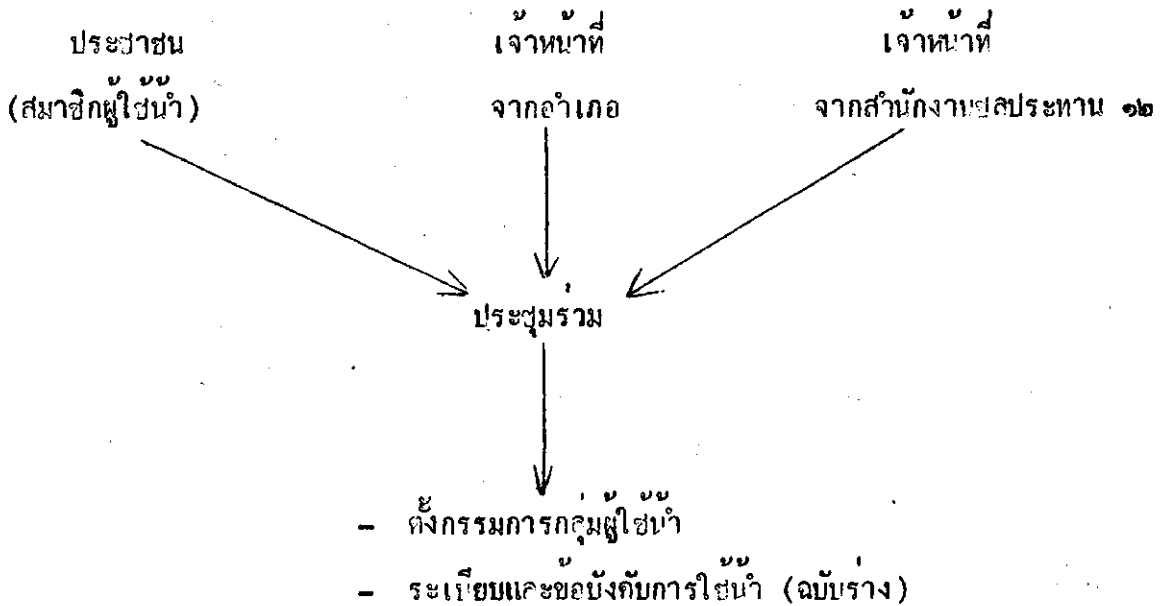 ประชาชน
(สมาชิกผู้ใช้น้ำ)
เจ้าหน้าที่
จากอำเภอ
เจ้าหน้าที่
จากสำนักงานชลประทาน ๑๒
ประชุมร่วม
- ตั้งกรรมการกลุ่มผู้ใช้น้ำ
- ระเบียบและข้อบังคับการใช้น้ำ (ฉบับร่าง)